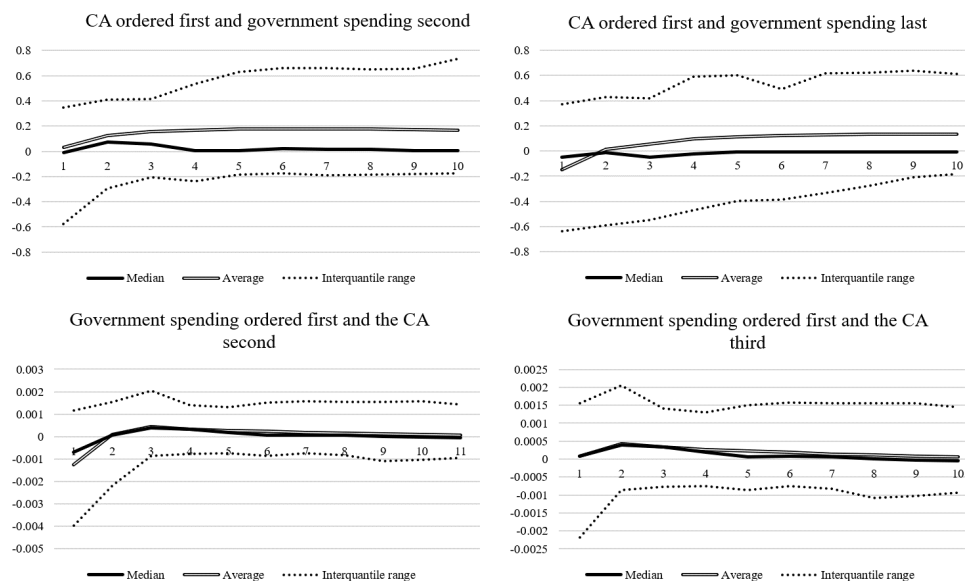 CA ordered first and government spending second
0.8
0.6
0.4
0.2
0
-0.2
-0.4
-0.6
-0.8
1 2 3 4 5 6 7 8 9 10
Median Average Interquantile range
CA ordered first and government spending last
0.8
0.6
0.4
0.2
0
-0.2
-0.4
-0.6
-0.8
1 2 3 4 5 6 7 8 9 10
Median Average Interquantile range
Government spending ordered first and the CA
second
0.003
0.002
0.001
0
-0.001
-0.002
-0.003
-0.004
-0.005
1 2 3 4 5 6 7 8 9 10 11
Median Average Interquantile range
Government spending ordered first and the CA
third
0.0025
0.002
0.0015
0.001
0.0005
0
-0.0005
-0.001
-0.0015
-0.002
-0.0025
1 2 3 4 5 6 7 8 9 10
Median Average Interquantile range